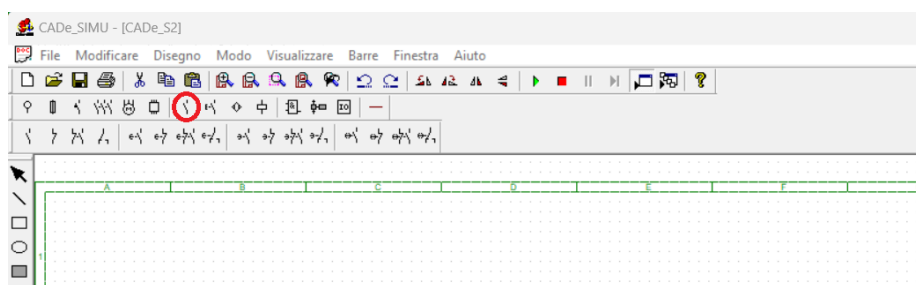 CADe_SIMU - [CADe_S2]
File Modificare Disegno Modo Visualizzare Barre Finestra Aiuto
A B C D E F
1